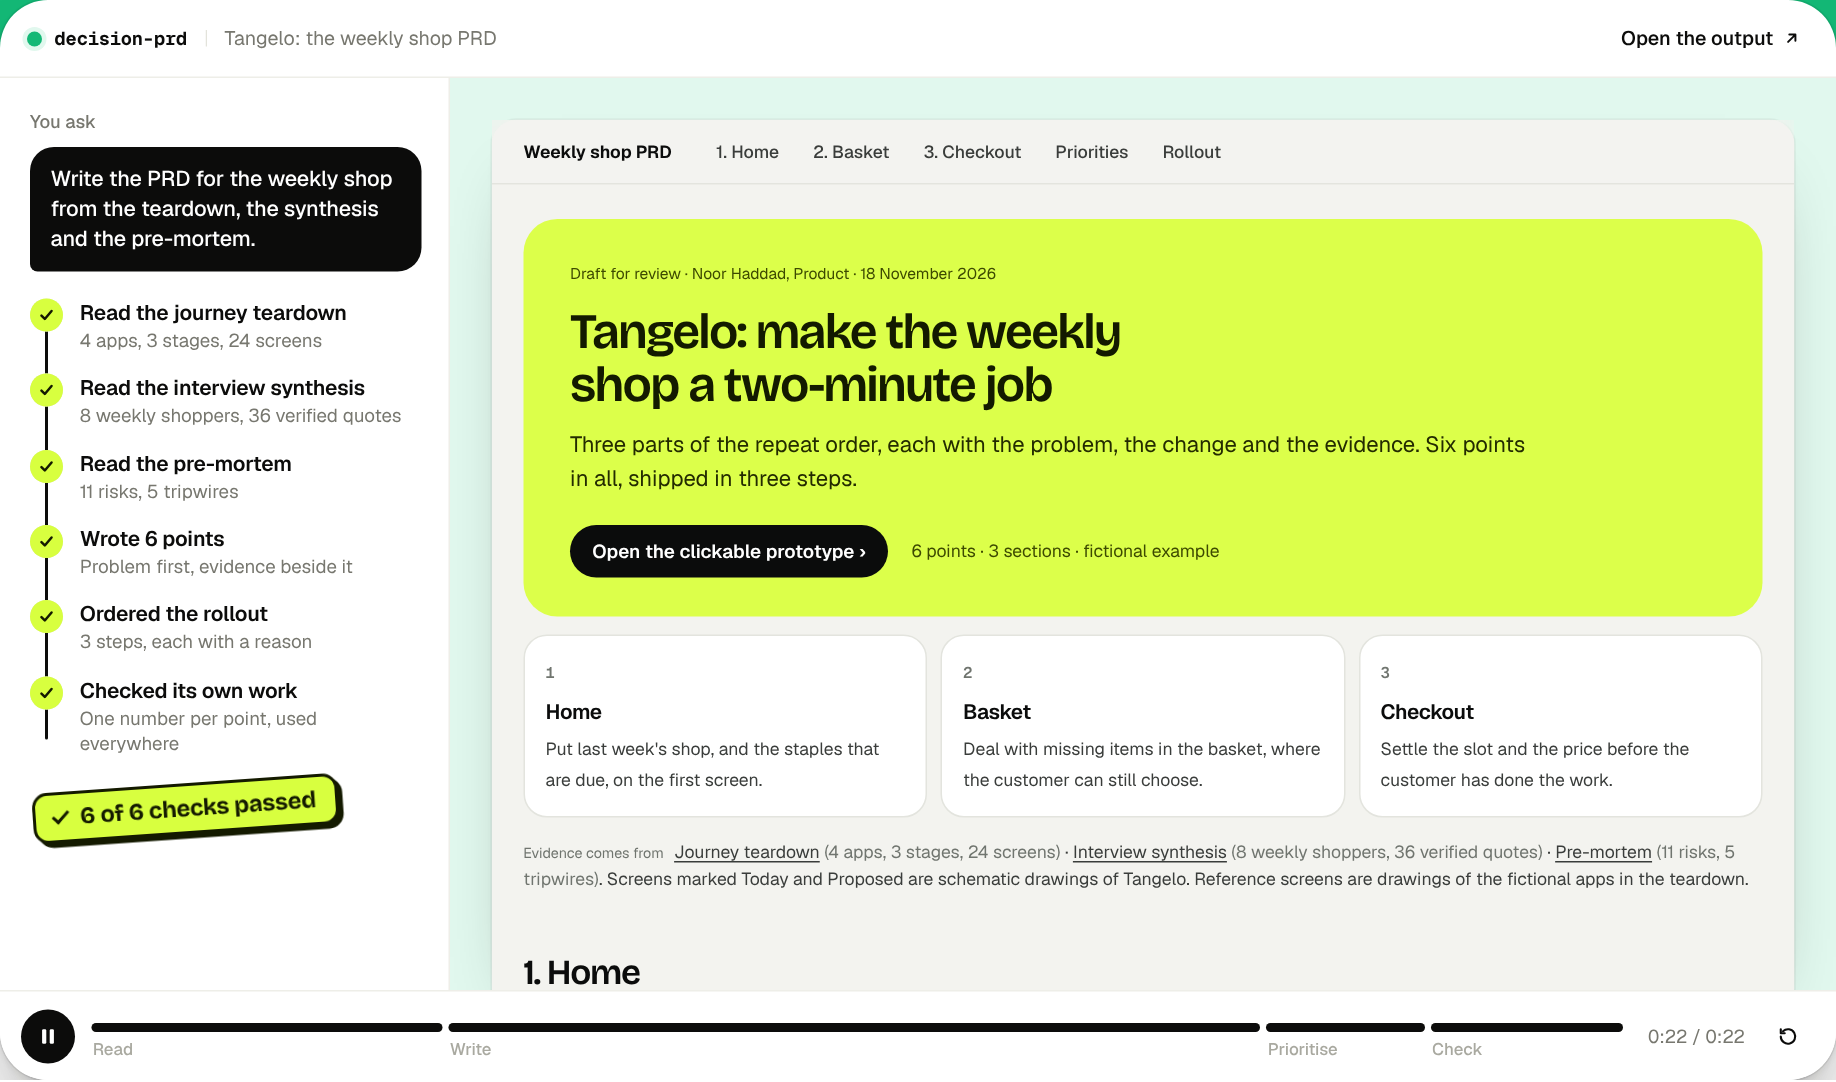 decision-prd
Tangelo: the weekly shop PRD
Open the output ↗
You ask
Write the PRD for the weekly shop
from the teardown, the synthesis
and the pre-mortem.
Read the journey teardown
4 apps, 3 stages, 24 screens
Read the interview synthesis
8 weekly shoppers, 36 verified quotes
Read the pre-mortem
11 risks, 5 tripwires
Wrote 6 points
Problem first, evidence beside it
Ordered the rollout
3 steps, each with a reason
Checked its own work
One number per point, used
everywhere
✓ 6 of 6 checks passed
Weekly shop PRD
1. Home
2. Basket
3. Checkout
Priorities
Rollout
Draft for review · Noor Haddad, Product · 18 November 2026
Tangelo: make the weekly
shop a two-minute job
Three parts of the repeat order, each with the problem, the change and the evidence. Six points
in all, shipped in three steps.
Open the clickable prototype ›
6 points · 3 sections · fictional example
1
Home
Put last week's shop, and the staples that
are due, on the first screen.
2
Basket
Deal with missing items in the basket, where
the customer can still choose.
3
Checkout
Settle the slot and the price before the
customer has done the work.
Evidence comes from Journey teardown (4 apps, 3 stages, 24 screens) · Interview synthesis (8 weekly shoppers, 36 verified quotes) · Pre-mortem (11 risks, 5
tripwires). Screens marked Today and Proposed are schematic drawings of Tangelo. Reference screens are drawings of the fictional apps in the teardown.
1. Home
Read
Write
Prioritise
Check
0:22 / 0:22